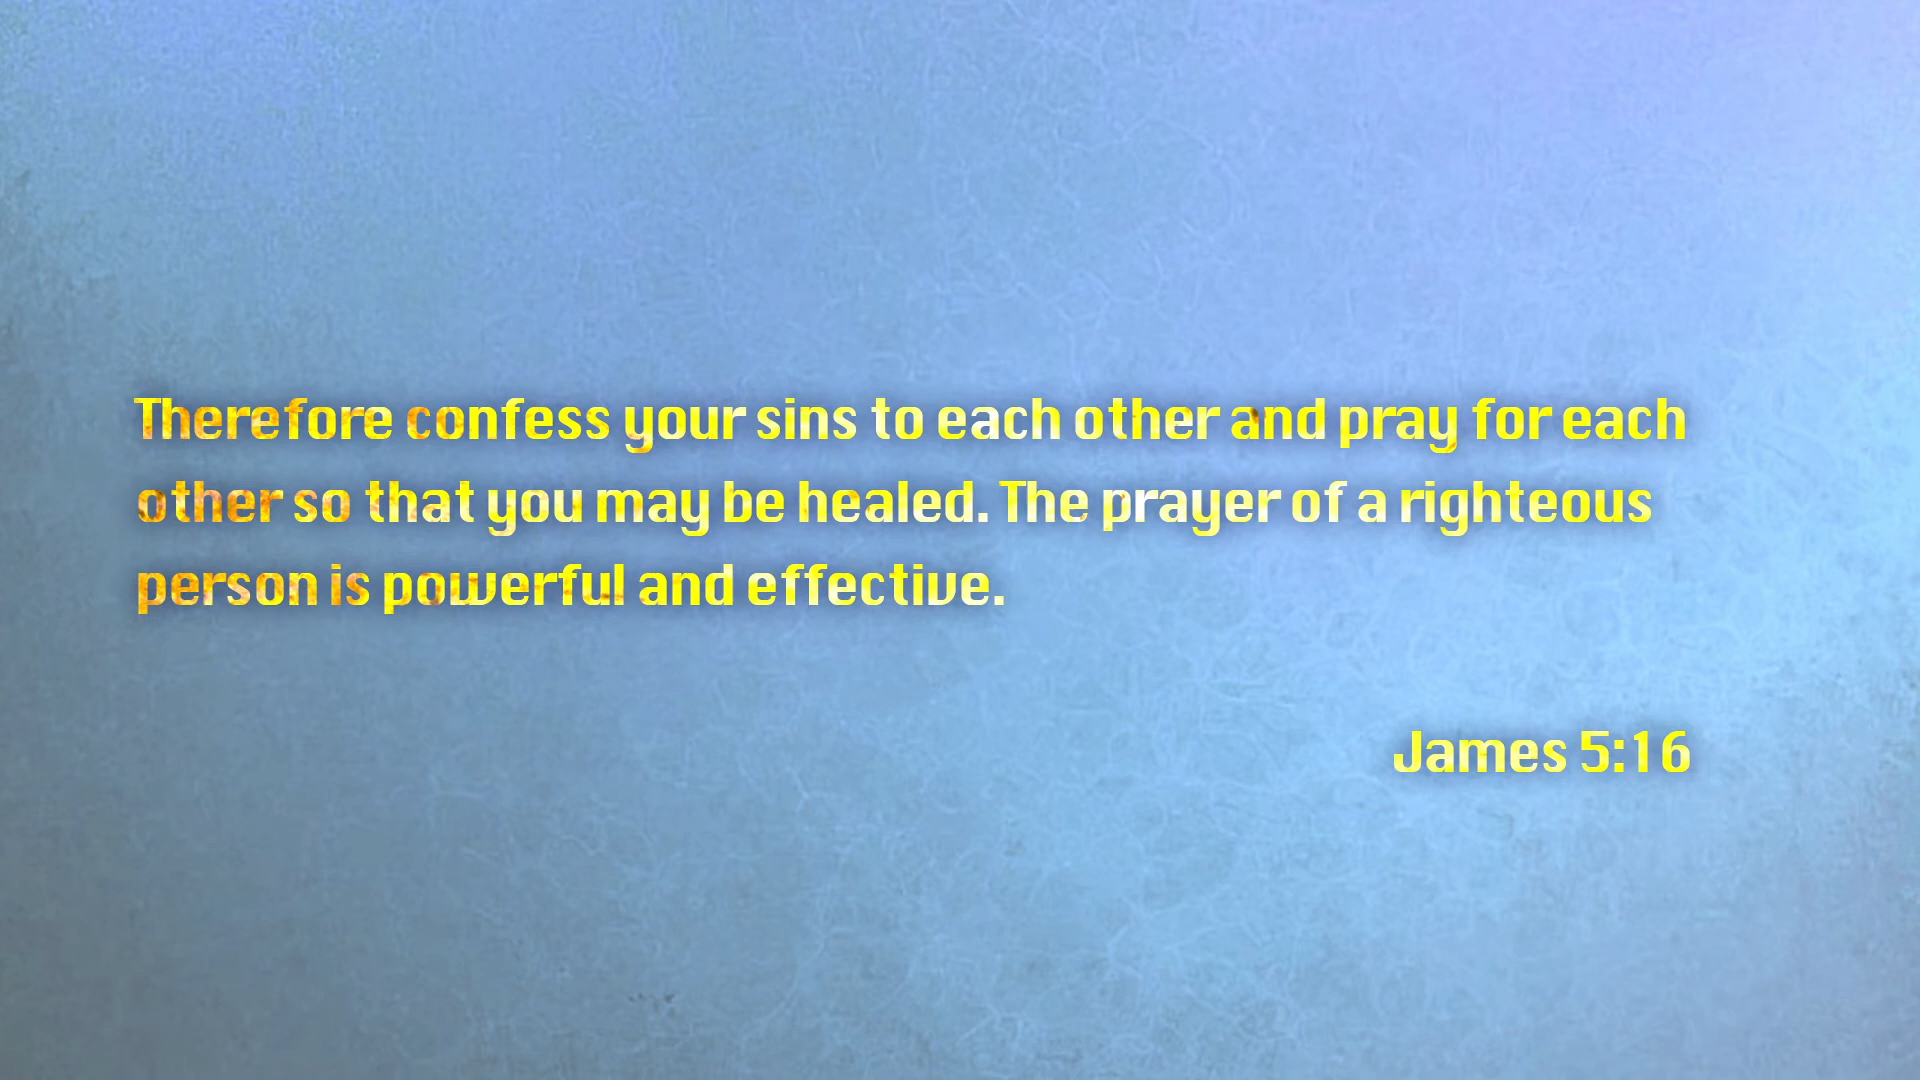 Therefore confess your sins to each other and pray for each
other so that you may be healed. The prayer of a righteous
person is powerful and effective.
James 5:16